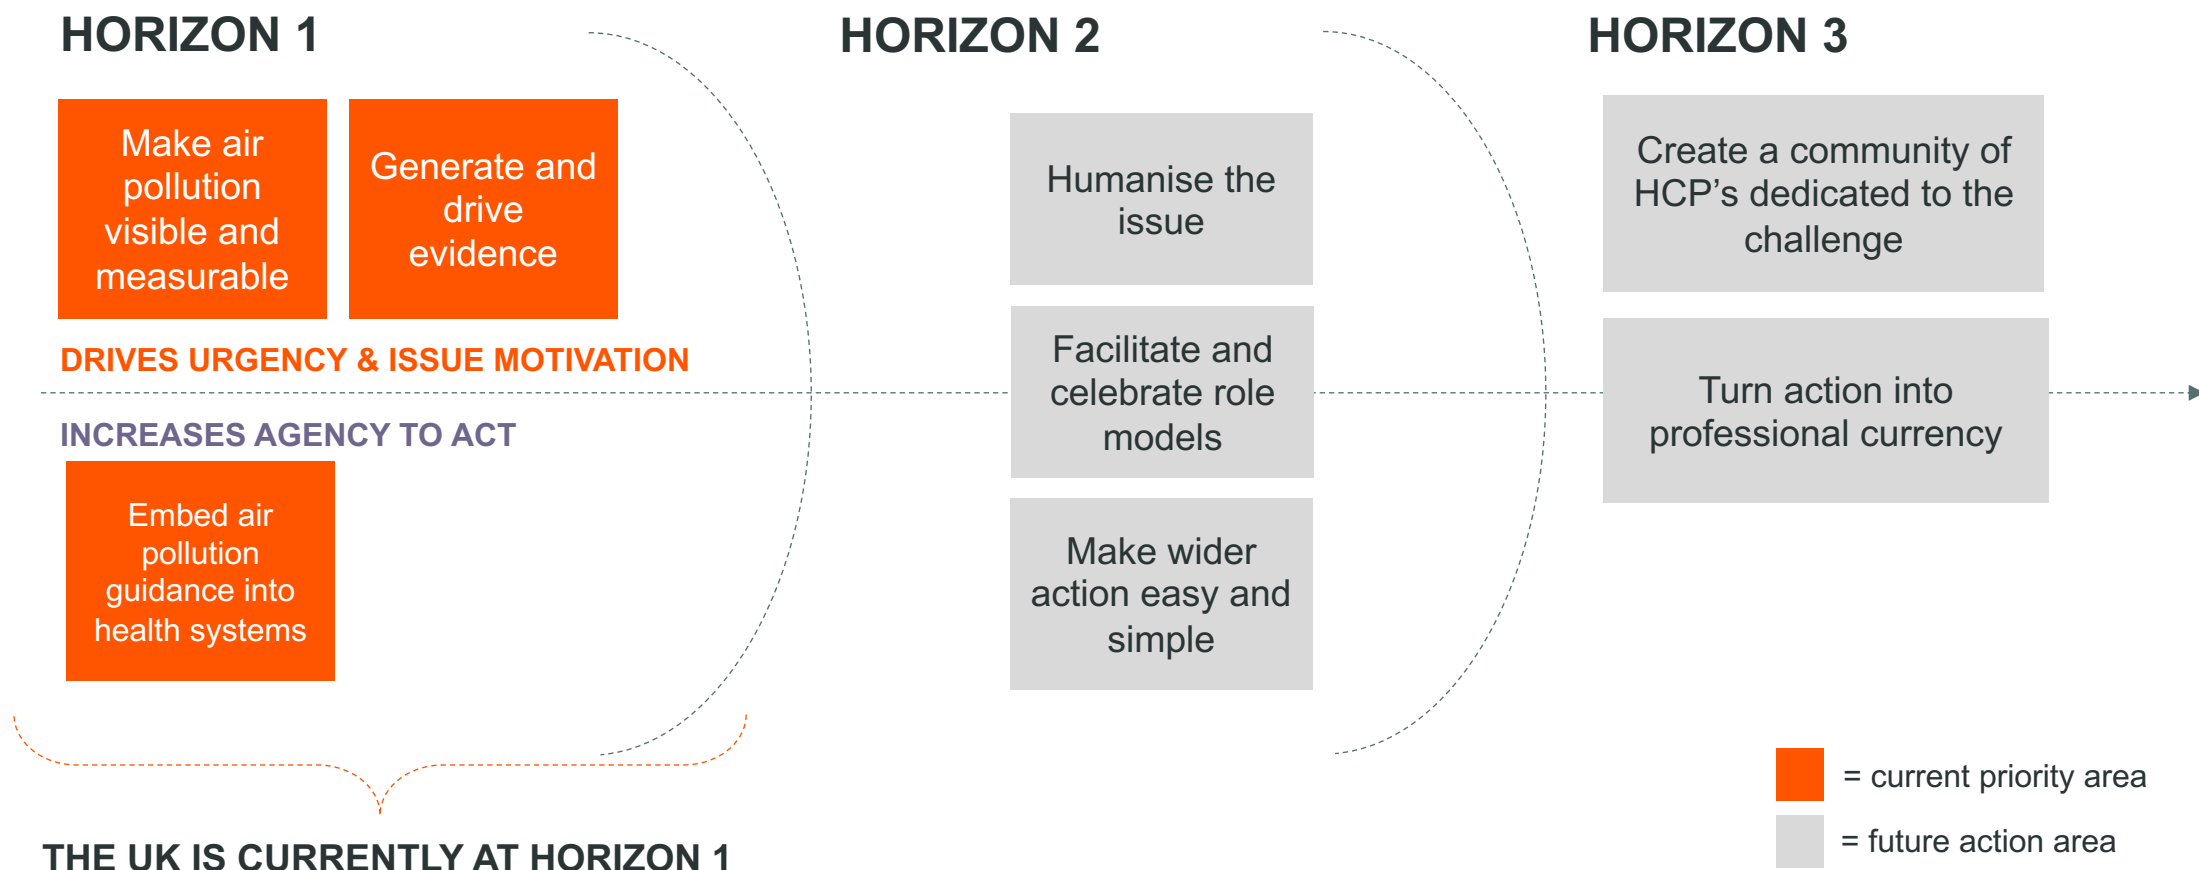 HORIZON 1
Make air
pollution
visible and
measurable
Generate and
drive
evidence
DRIVES URGENCY & ISSUE MOTIVATION
INCREASES AGENCY TO ACT
Embed air
pollution
guidance into
health systems
THE UK IS CURRENTLY AT HORIZON 1
HORIZON 2
Humanise the
issue
Facilitate and
celebrate role
models
Make wider
action easy and
simple
HORIZON 3
Create a community of
HCP’s dedicated to the
challenge
Turn action into
professional currency
= current priority area
= future action area